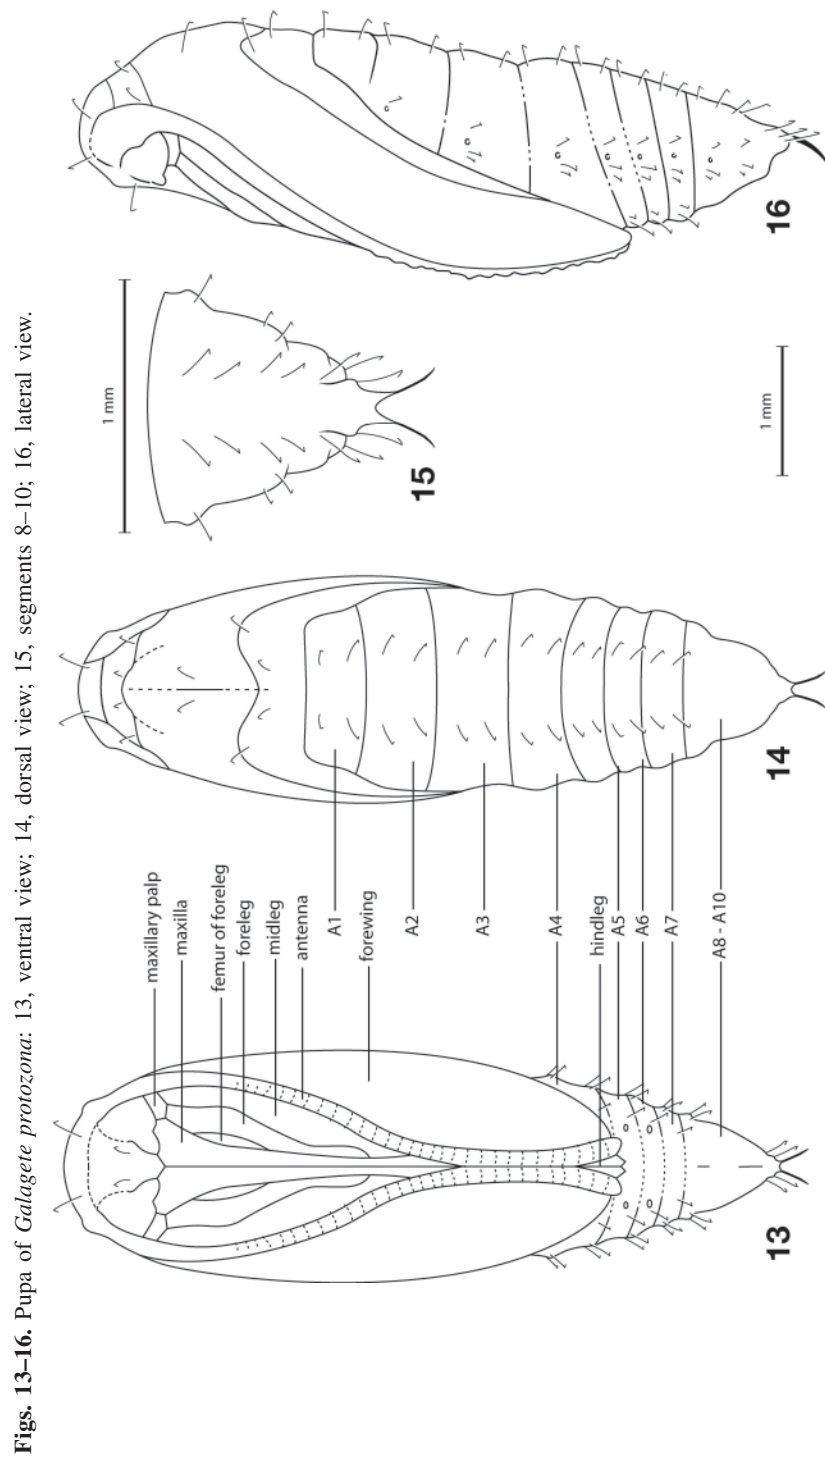 Figs. 13–16. Pupa of Galagete protozona: 13, ventral view; 14, dorsal view; 15, segments 8–10; 16, lateral view.
maxillary palp
maxilla
femur of foreleg
foreleg
midleg
antenna
A1
forewing
A2
A3
A4
hindleg
A5
A6
A7
A8 - A10
13
14
1 mm
15
1 mm
16